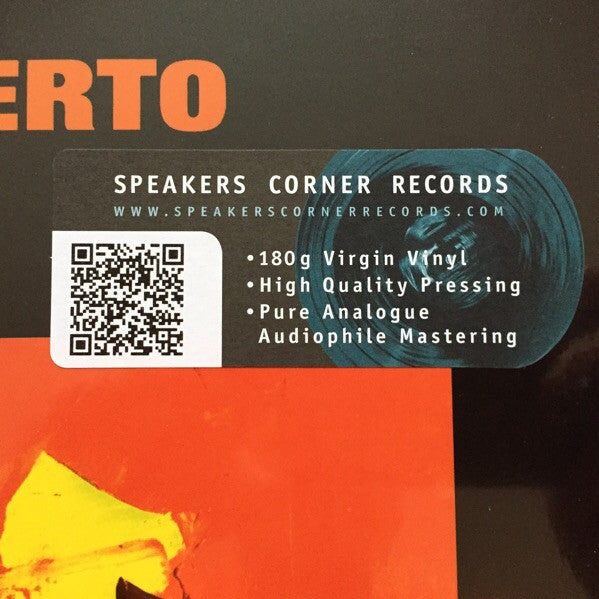 ERTO
SPEAKERS CORNER RECORDS
WWW.SPEAKERSCORNERRECORDS.COM
•180g Virgin Vinyl
•High Quality Pressing
•Pure Analogue
Audiophile Mastering